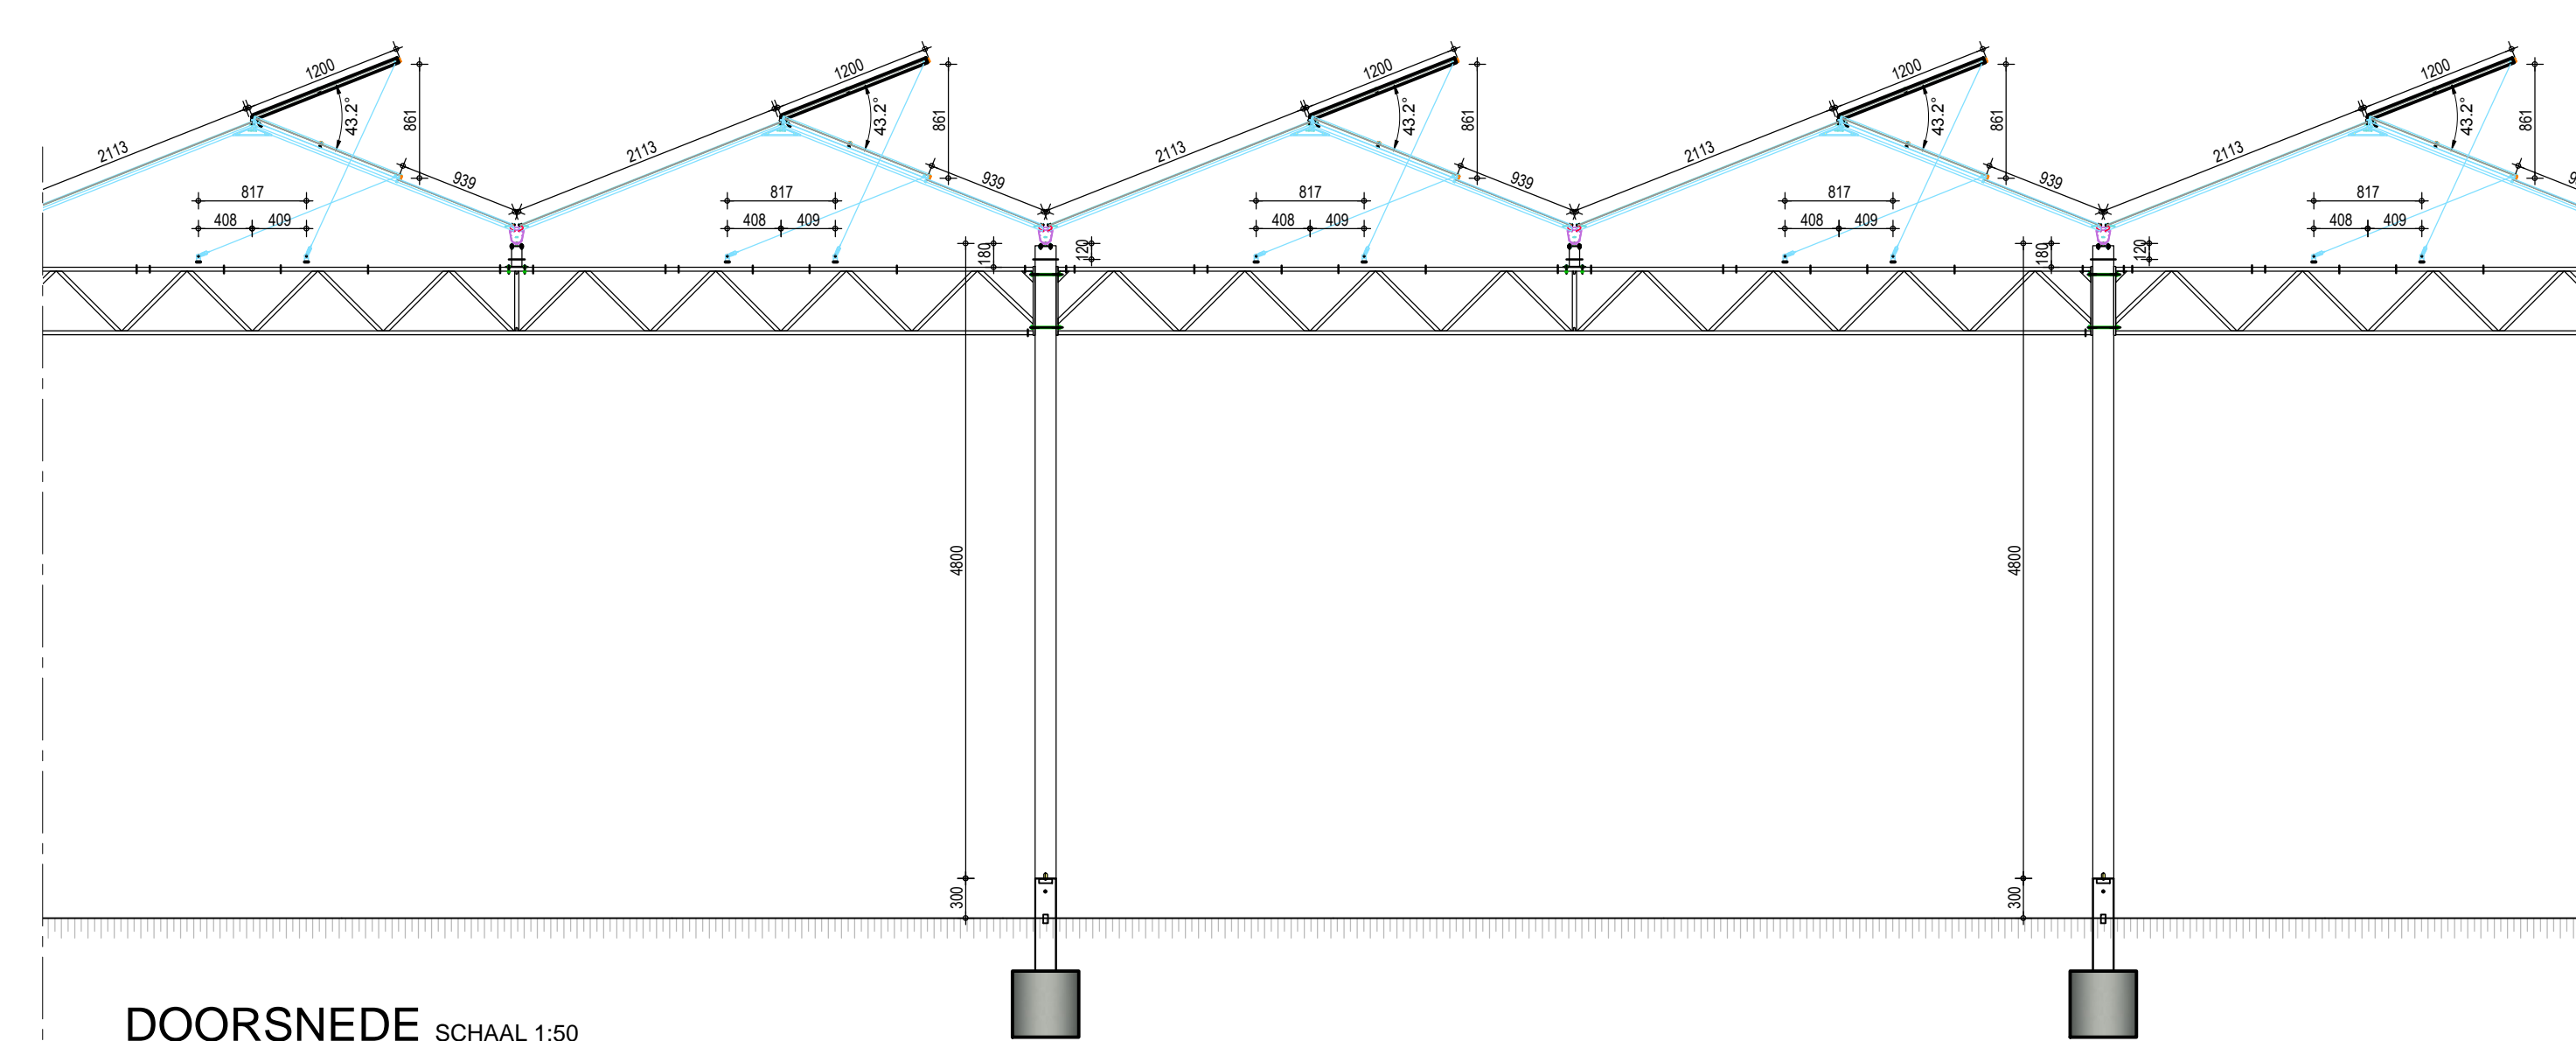 1200 1200 1200 1200 1200
43.2° 861 43.2° 861 43.2° 861 43.2° 861 43.2° 861
2113 2113 2113 2113 2113
939 939 939 939
817 817 817 817 817
408 409 408 409 408 409 408 409 408 409
180 120 180 120
4800 4800
300 300
DOORSNEDE SCHAAL 1:50